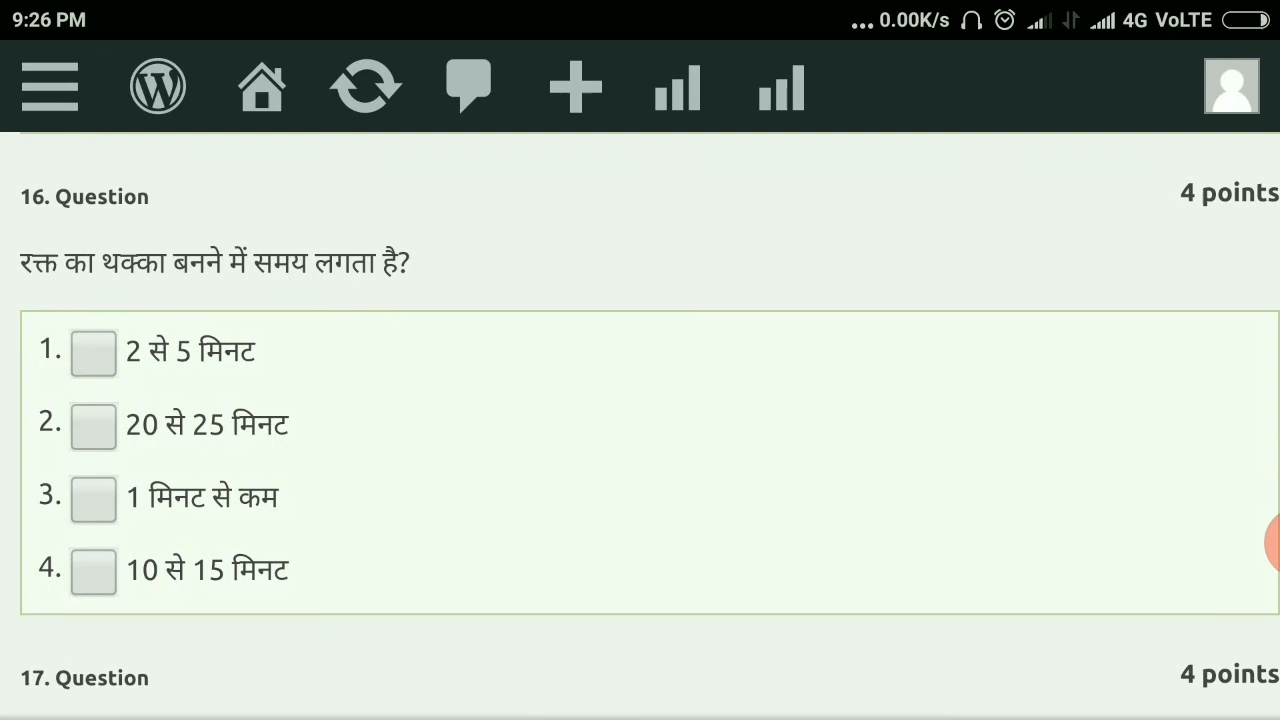 9:26 PM ... 0.00K/s 4G VoLTE
16. Question 4 points
रक्त का थक्का बनने में समय लगता है?
1. 2 से 5 मिनट
2. 20 से 25 मिनट
3. 1 मिनट से कम
4. 10 से 15 मिनट
17. Question 4 points